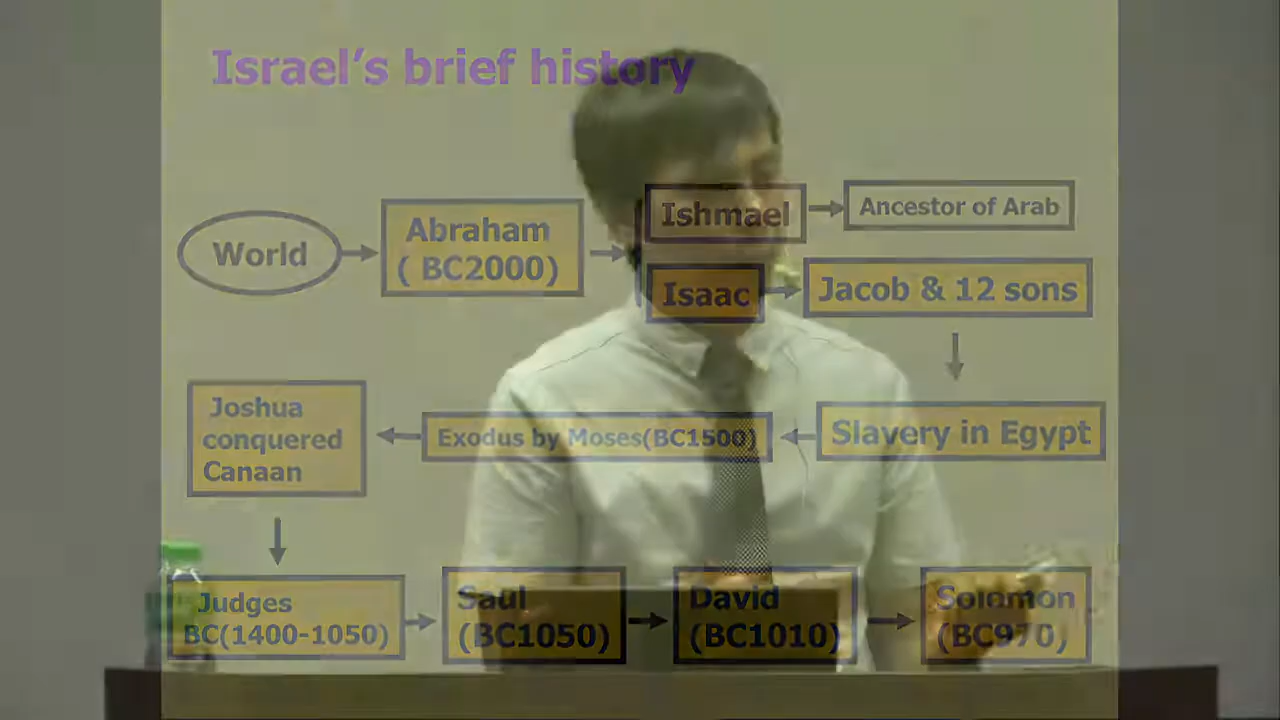 Israel's brief history
World
Abraham
( BC2000)
Ishmael
Ancestor of Arab
Isaac
Jacob & 12 sons
Slavery in Egypt
Exodus by Moses(BC1500)
Joshua
conquered
Canaan
Judges
BC(1400-1050)
Saul
(BC1050)
David
(BC1010)
Solomon
(BC970)